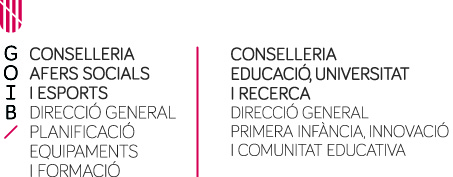 G
O
I
B
/
CONSELLERIA
AFERS SOCIALS
I ESPORTS
DIRECCIÓ GENERAL
PLANIFICACIÓ
EQUIPAMENTS
I FORMACIÓ
CONSELLERIA
EDUCACIÓ, UNIVERSITAT
I RECERCA
DIRECCIÓ GENERAL
PRIMERA INFÀNCIA, INNOVACIÓ
I COMUNITAT EDUCATIVA